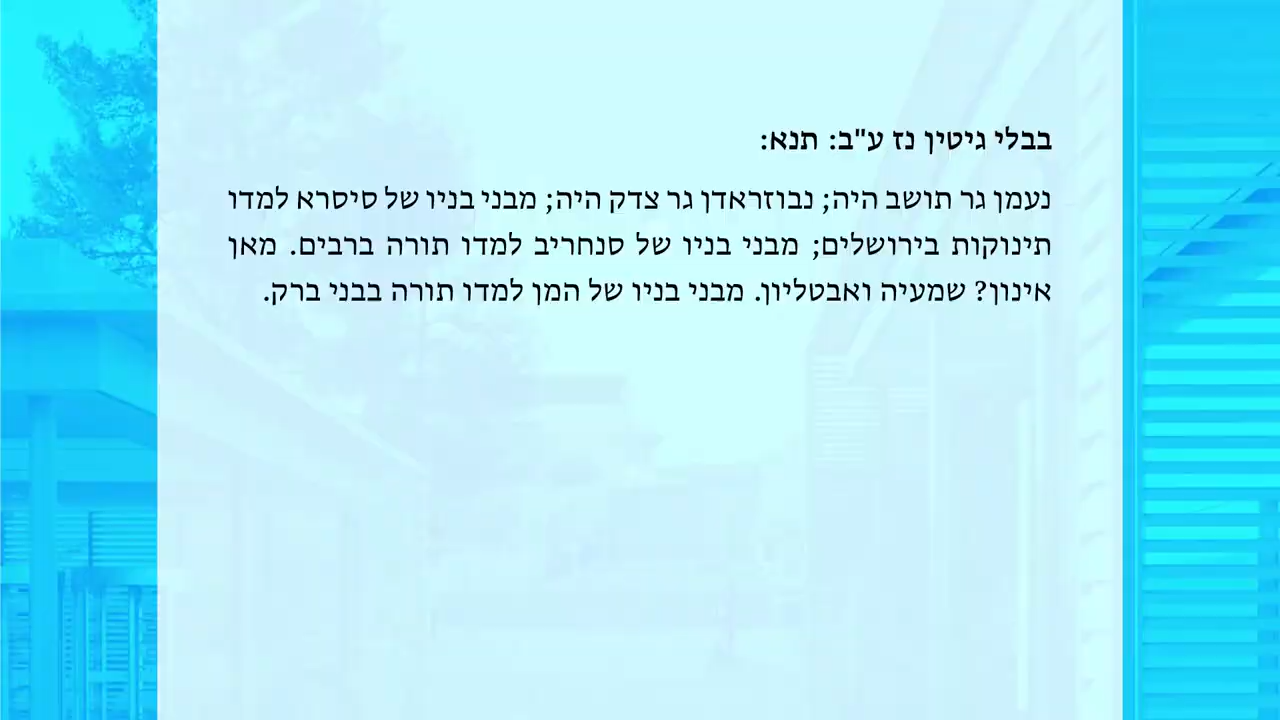 בבלי גיטין נז ע"ב: תנא:
נעמן גר תושב היה; נבוזראדן גר צדק היה; מבני בניו של סיסרא למדו
תינוקות בירושלים; מבני בניו של סנחריב למדו תורה ברבים. מאן
אינון? שמעיה ואבטליון. מבני בניו של המן למדו תורה בבני ברק.